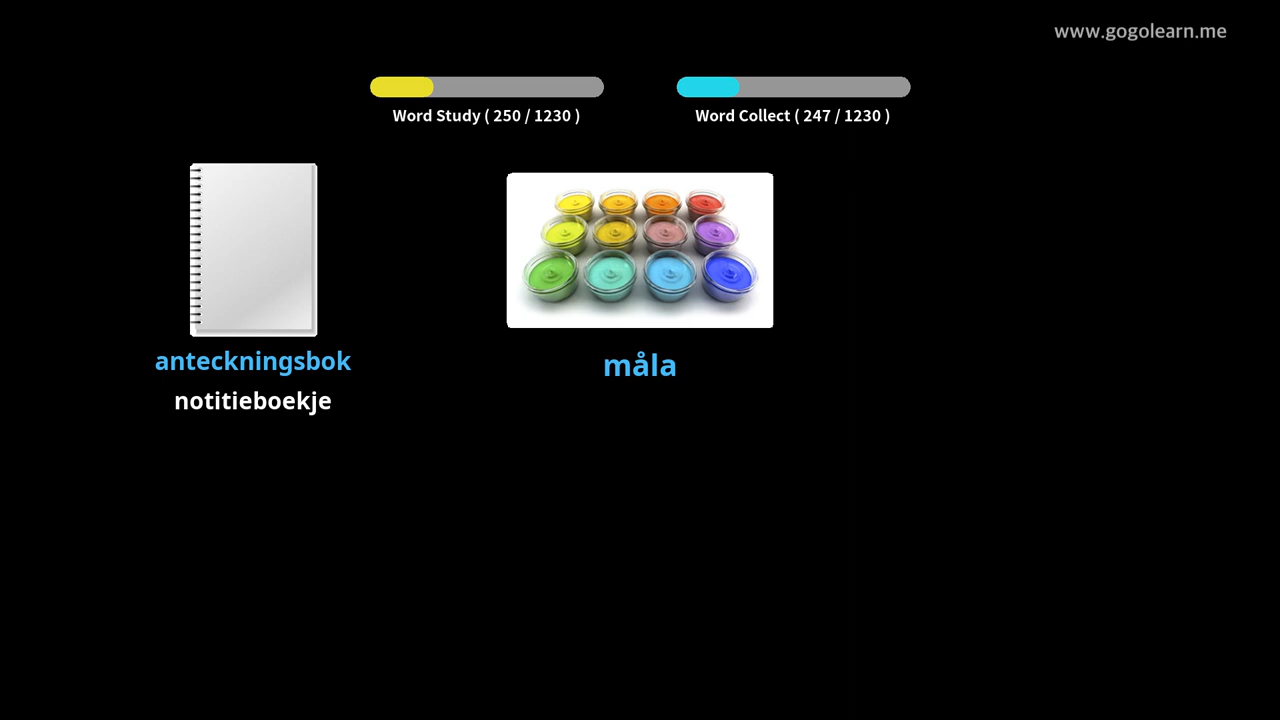 www.gogolearn.me
Word Study ( 250 / 1230 )
Word Collect ( 247 / 1230 )
anteckningsbok
notitieboekje
måla